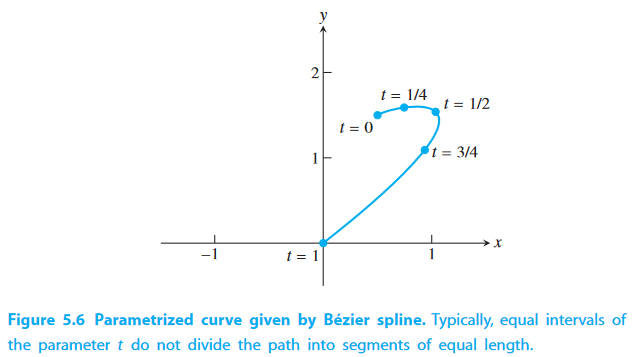 y
2
t = 1/4
t = 1/2
t = 0
1
t = 3/4
x
−1
t = 1
1
Figure 5.6 Parametrized curve given by Bézier spline. Typically, equal intervals of
the parameter t do not divide the path into segments of equal length.